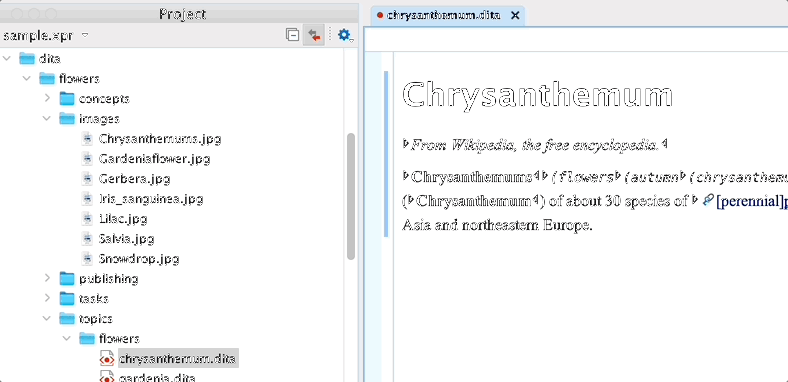 Project
sample.xpr
dita
flowers
concepts
images
Chrysanthemums.jpg
Gardeniaflower.jpg
Gerbera.jpg
Iris_sanguinea.jpg
Lilac.jpg
Salvia.jpg
Snowdrop.jpg
publishing
tasks
topics
flowers
chrysanthemum.dita
gardenia.dita
chrysanthemum.dita
Chrysanthemum
From Wikipedia, the free encyclopedia.
Chrysanthemums (flowers (autumn (chrysanthemu
(Chrysanthemum) of about 30 species of [perennial]p
Asia and northeastern Europe.